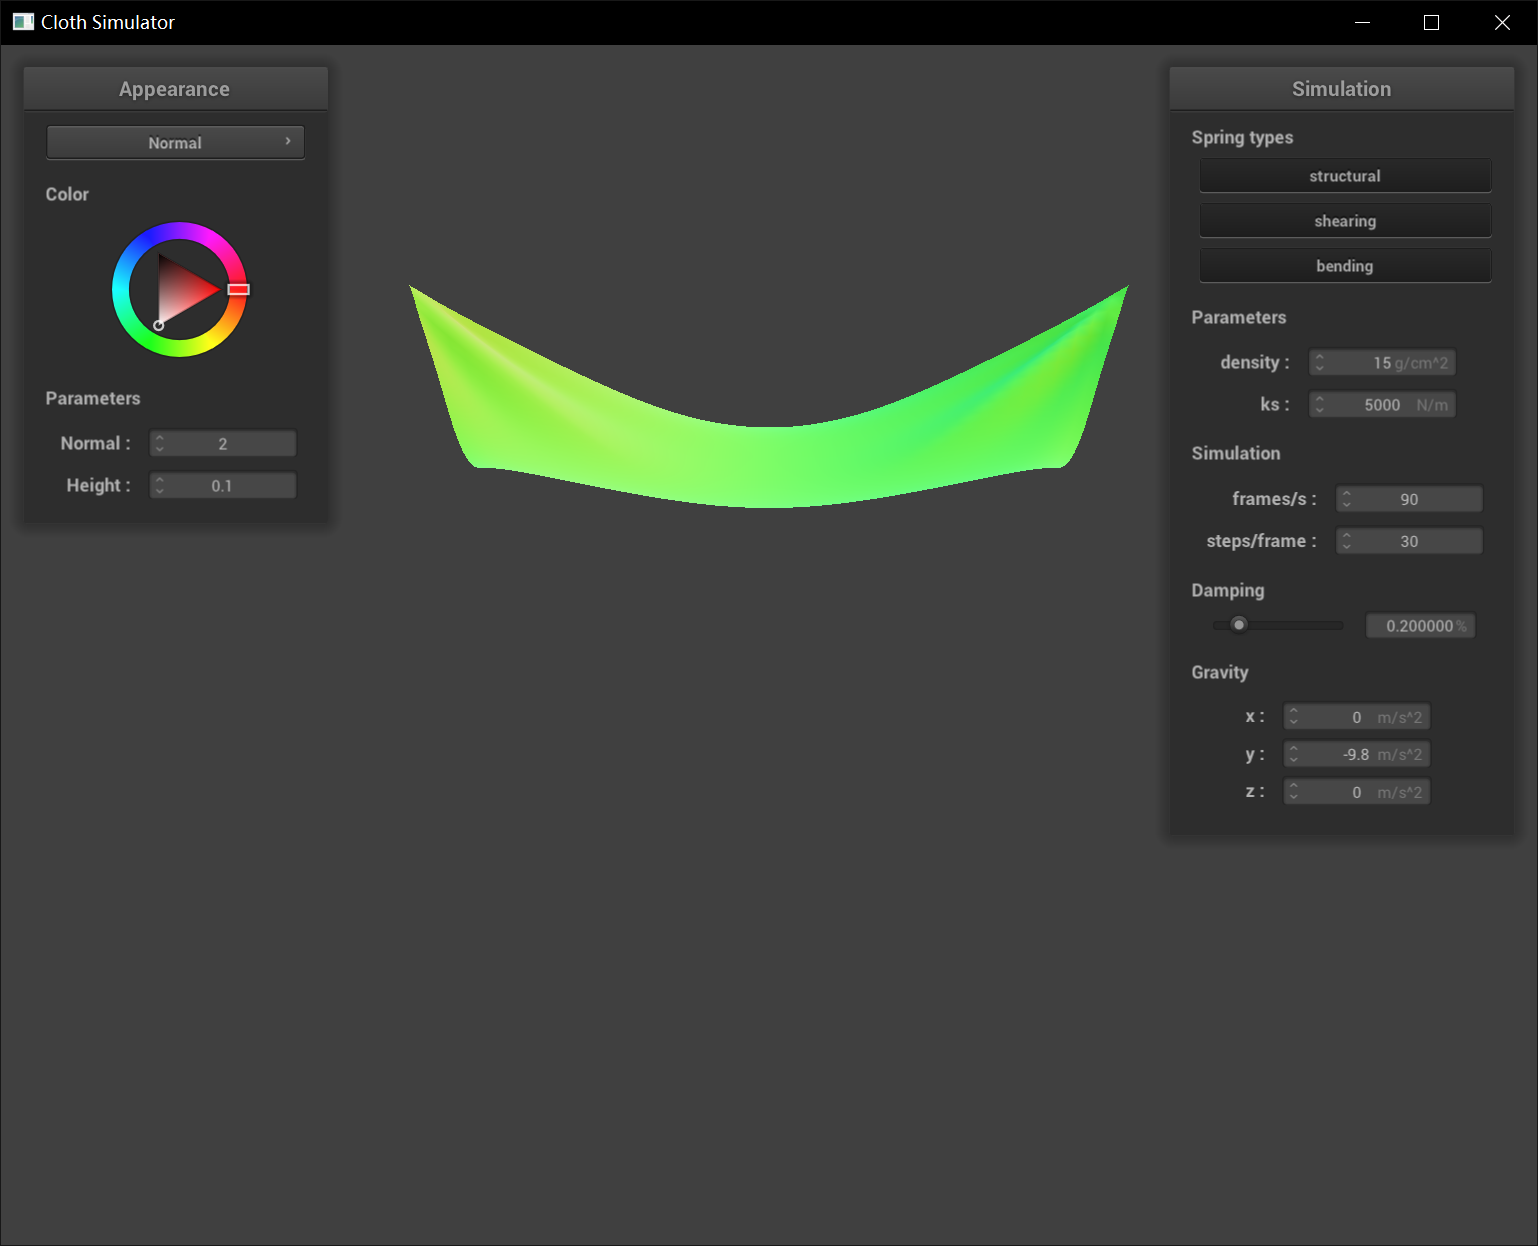 Cloth Simulator
Appearance
Normal
Color
Parameters
Normal : 2
Height : 0.1
Simulation
Spring types
structural
shearing
bending
Parameters
density : 15 g/cm^2
ks : 5000 N/m
Simulation
frames/s : 90
steps/frame : 30
Damping
0.200000 %
Gravity
x : 0 m/s^2
y : -9.8 m/s^2
z : 0 m/s^2